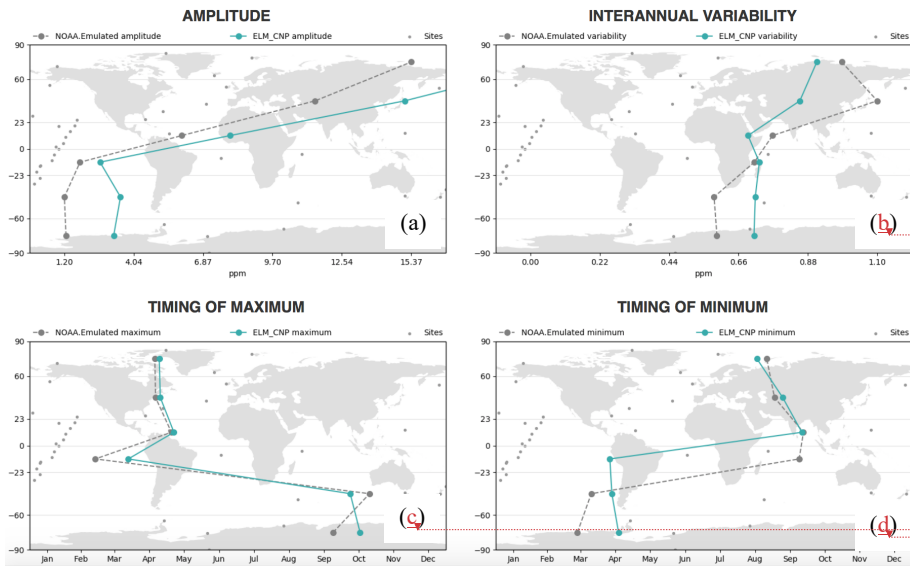 AMPLITUDE
NOAA.Emulated amplitude ELM_CNP amplitude Sites
90
60
23
0
−23
−60
−90
(a)
1.20 4.04 6.87 9.70 12.54 15.37
ppm
INTERANNUAL VARIABILITY
NOAA.Emulated variability ELM_CNP variability Sites
90
60
23
0
−23
−60
−90
(b)
0.00 0.22 0.44 0.66 0.88 1.10
ppm
TIMING OF MAXIMUM
NOAA.Emulated maximum ELM_CNP maximum Sites
90
60
23
0
−23
−60
−90
(c)
Jan Feb Mar Apr May Jun Jul Aug Sep Oct Nov Dec
TIMING OF MINIMUM
NOAA.Emulated minimum ELM_CNP minimum Sites
90
60
23
0
−23
−60
−90
(d)
Jan Feb Mar Apr May Jun Jul Aug Sep Oct Nov Dec